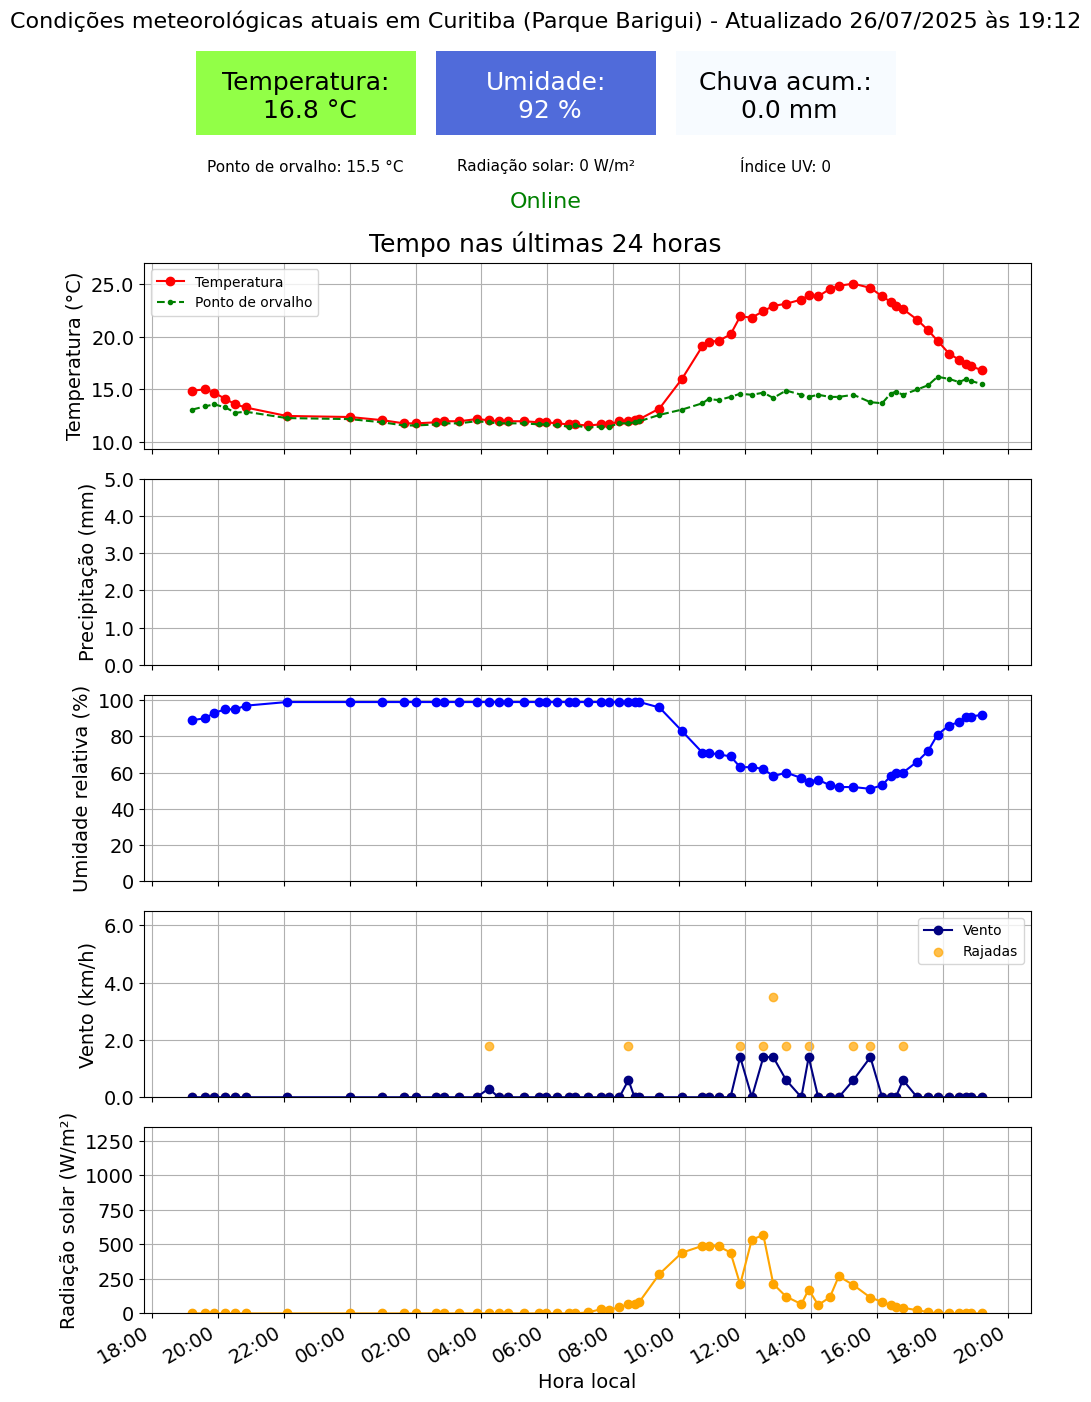 Condições meteorológicas atuais em Curitiba (Parque Barigui) - Atualizado 26/07/2025 às 19:12
Temperatura:
16.8 °C
Umidade:
92 %
Chuva acum.:
0.0 mm
Ponto de orvalho: 15.5 °C
Radiação solar: 0 W/m²
Índice UV: 0
Online
Tempo nas últimas 24 horas
Temperatura (°C)
25.0
20.0
15.0
10.0
Temperatura
Ponto de orvalho
Precipitação (mm)
5.0
4.0
3.0
2.0
1.0
0.0
Umidade relativa (%)
100
80
60
40
20
0
Vento (km/h)
6.0
4.0
2.0
0.0
Vento
Rajadas
Radiação solar (W/m²)
1250
1000
750
500
250
0
18:00
20:00
22:00
00:00
02:00
04:00
06:00
08:00
10:00
12:00
14:00
16:00
18:00
20:00
Hora local